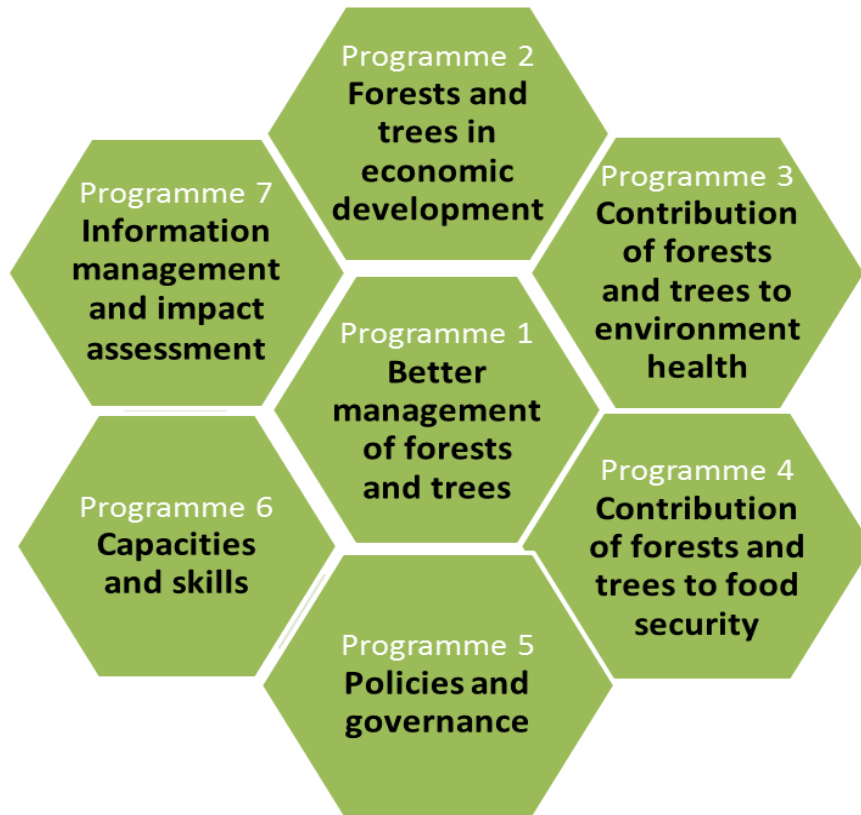 Programme 2
Forests and
trees in
economic
development
Programme 7
Information
management
and impact
assessment
Programme 3
Contribution
of forests
and trees to
environment
health
Programme 1
Better
management
of forests
and trees
Programme 6
Capacities
and skills
Programme 4
Contribution
of forests and
trees to food
security
Programme 5
Policies and
governance